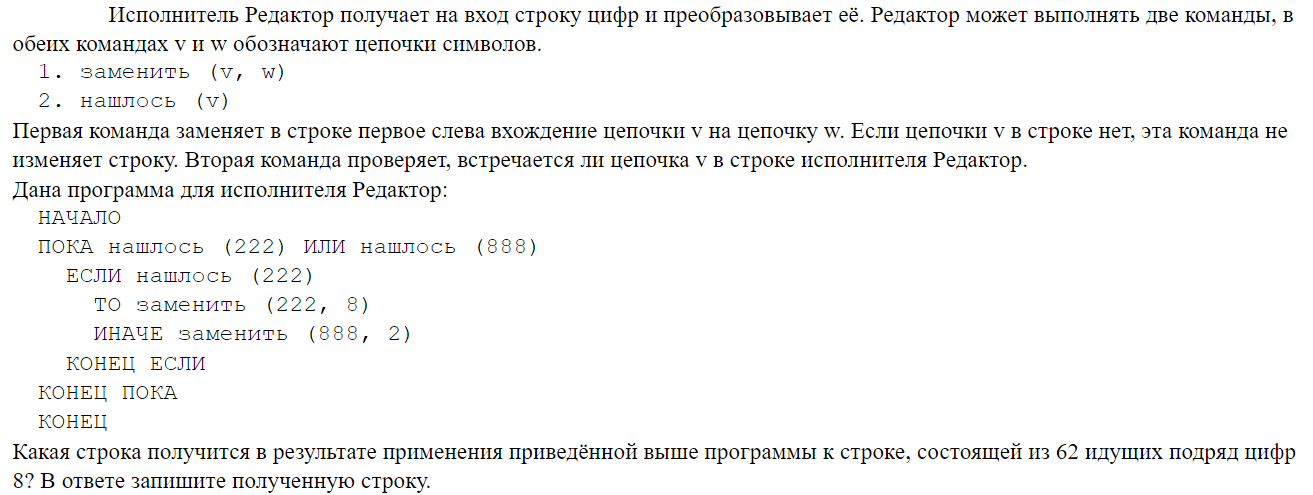 Исполнитель Редактор получает на вход строку цифр и преобразовывает её. Редактор может выполнять две команды, в
обеих командах v и w обозначают цепочки символов.
1. заменить (v, w)
2. нашлось (v)
Первая команда заменяет в строке первое слева вхождение цепочки v на цепочку w. Если цепочки v в строке нет, эта команда не
изменяет строку. Вторая команда проверяет, встречается ли цепочка v в строке исполнителя Редактор.
Дана программа для исполнителя Редактор:
НАЧАЛО
ПОКА нашлось (222) ИЛИ нашлось (888)
ЕСЛИ нашлось (222)
ТО заменить (222, 8)
ИНАЧЕ заменить (888, 2)
КОНЕЦ ЕСЛИ
КОНЕЦ ПОКА
КОНЕЦ
Какая строка получится в результате применения приведённой выше программы к строке, состоящей из 62 идущих подряд цифр
8? В ответе запишите полученную строку.